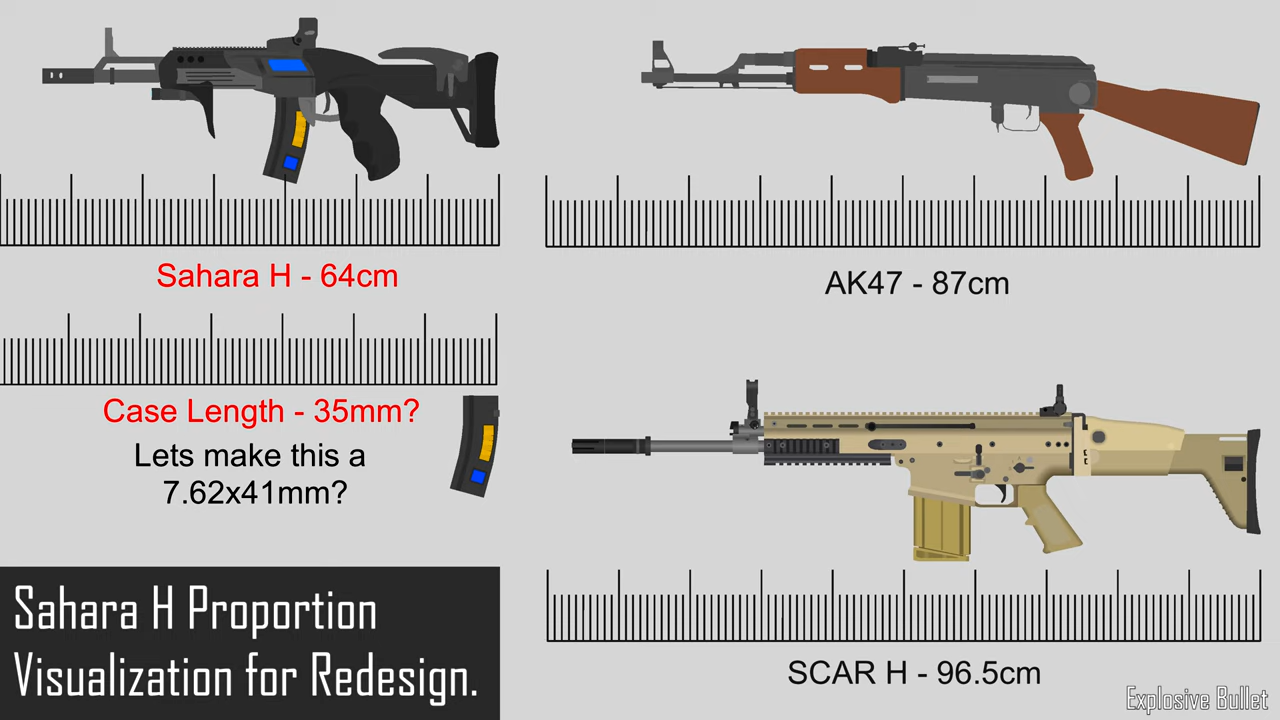 Sahara H - 64cm
AK47 - 87cm
Case Length - 35mm?
Lets make this a
7.62x41mm?
Sahara H Proportion
Visualization for Redesign.
SCAR H - 96.5cm
Explosive Bullet